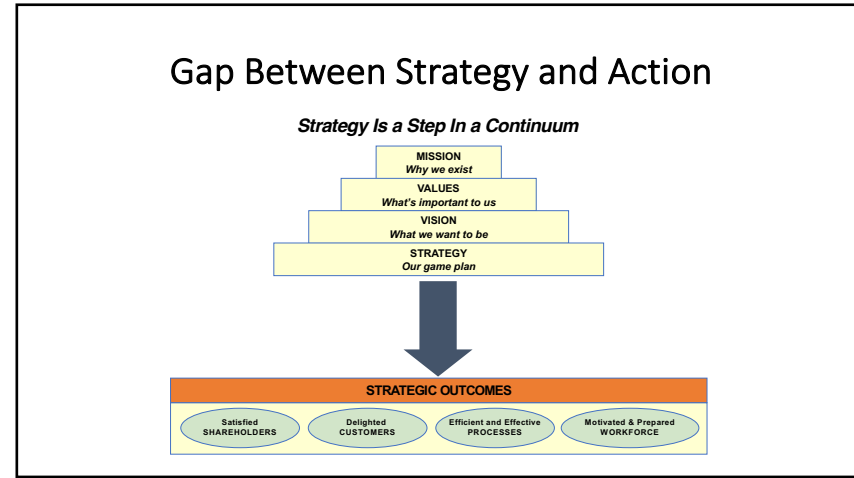 Gap Between Strategy and Action
Strategy Is a Step In a Continuum
MISSION
Why we exist
VALUES
What's important to us
VISION
What we want to be
STRATEGY
Our game plan
STRATEGIC OUTCOMES
Satisfied
SHAREHOLDERS
Delighted
CUSTOMERS
Efficient and Effective
PROCESSES
Motivated & Prepared
WORKFORCE